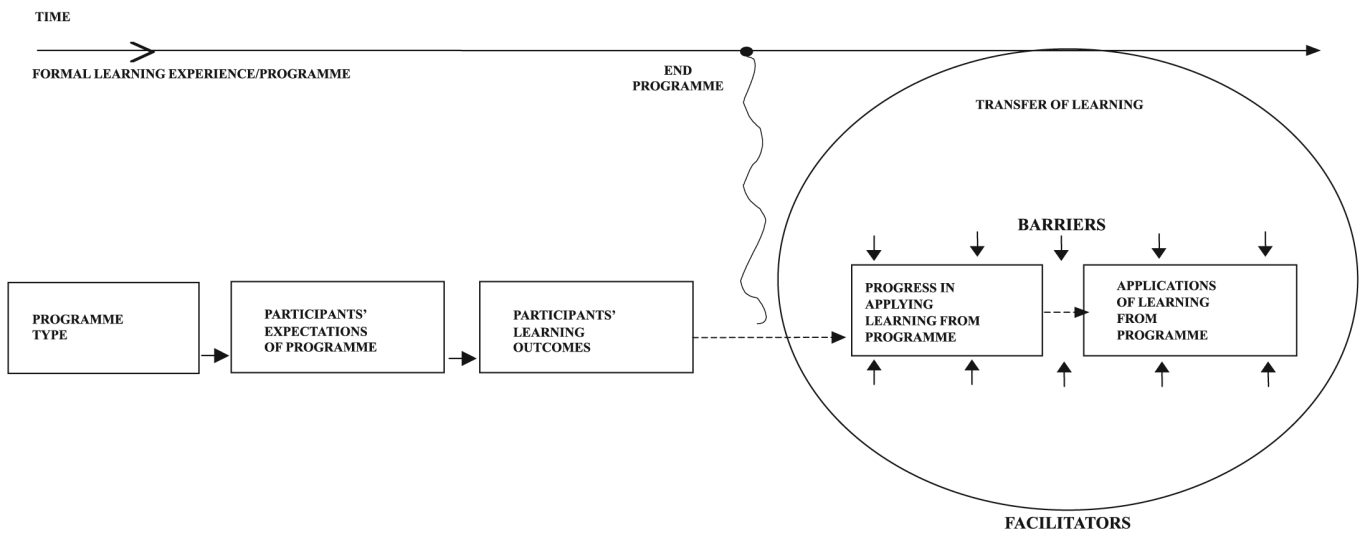 TIME
FORMAL LEARNING EXPERIENCE/PROGRAMME
END
PROGRAMME
TRANSFER OF LEARNING
BARRIERS
PROGRAMME
TYPE
PARTICIPANTS’
EXPECTATIONS
OF PROGRAMME
PARTICIPANTS’
LEARNING
OUTCOMES
PROGRESS IN
APPLYING
LEARNING FROM
PROGRAMME
APPLICATIONS
OF LEARNING
FROM
PROGRAMME
FACILITATORS